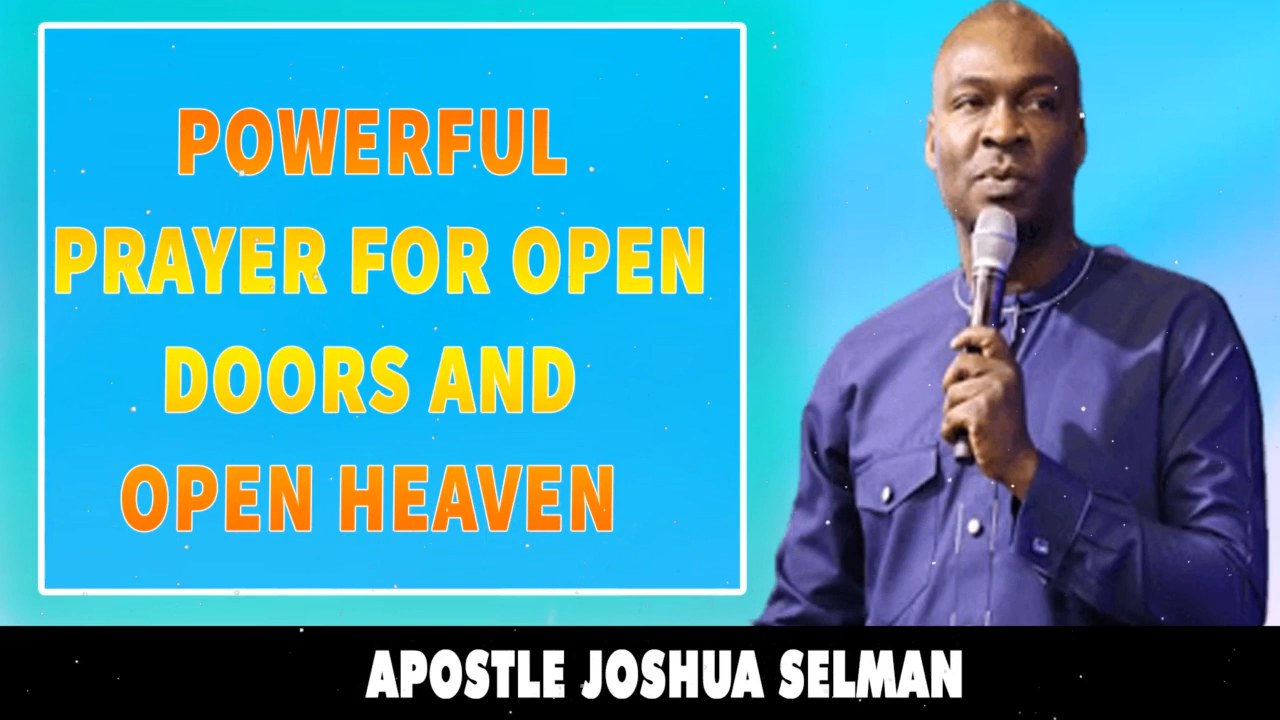 POWERFUL
PRAYER FOR OPEN
DOORS AND
OPEN HEAVEN
APOSTLE JOSHUA SELMAN